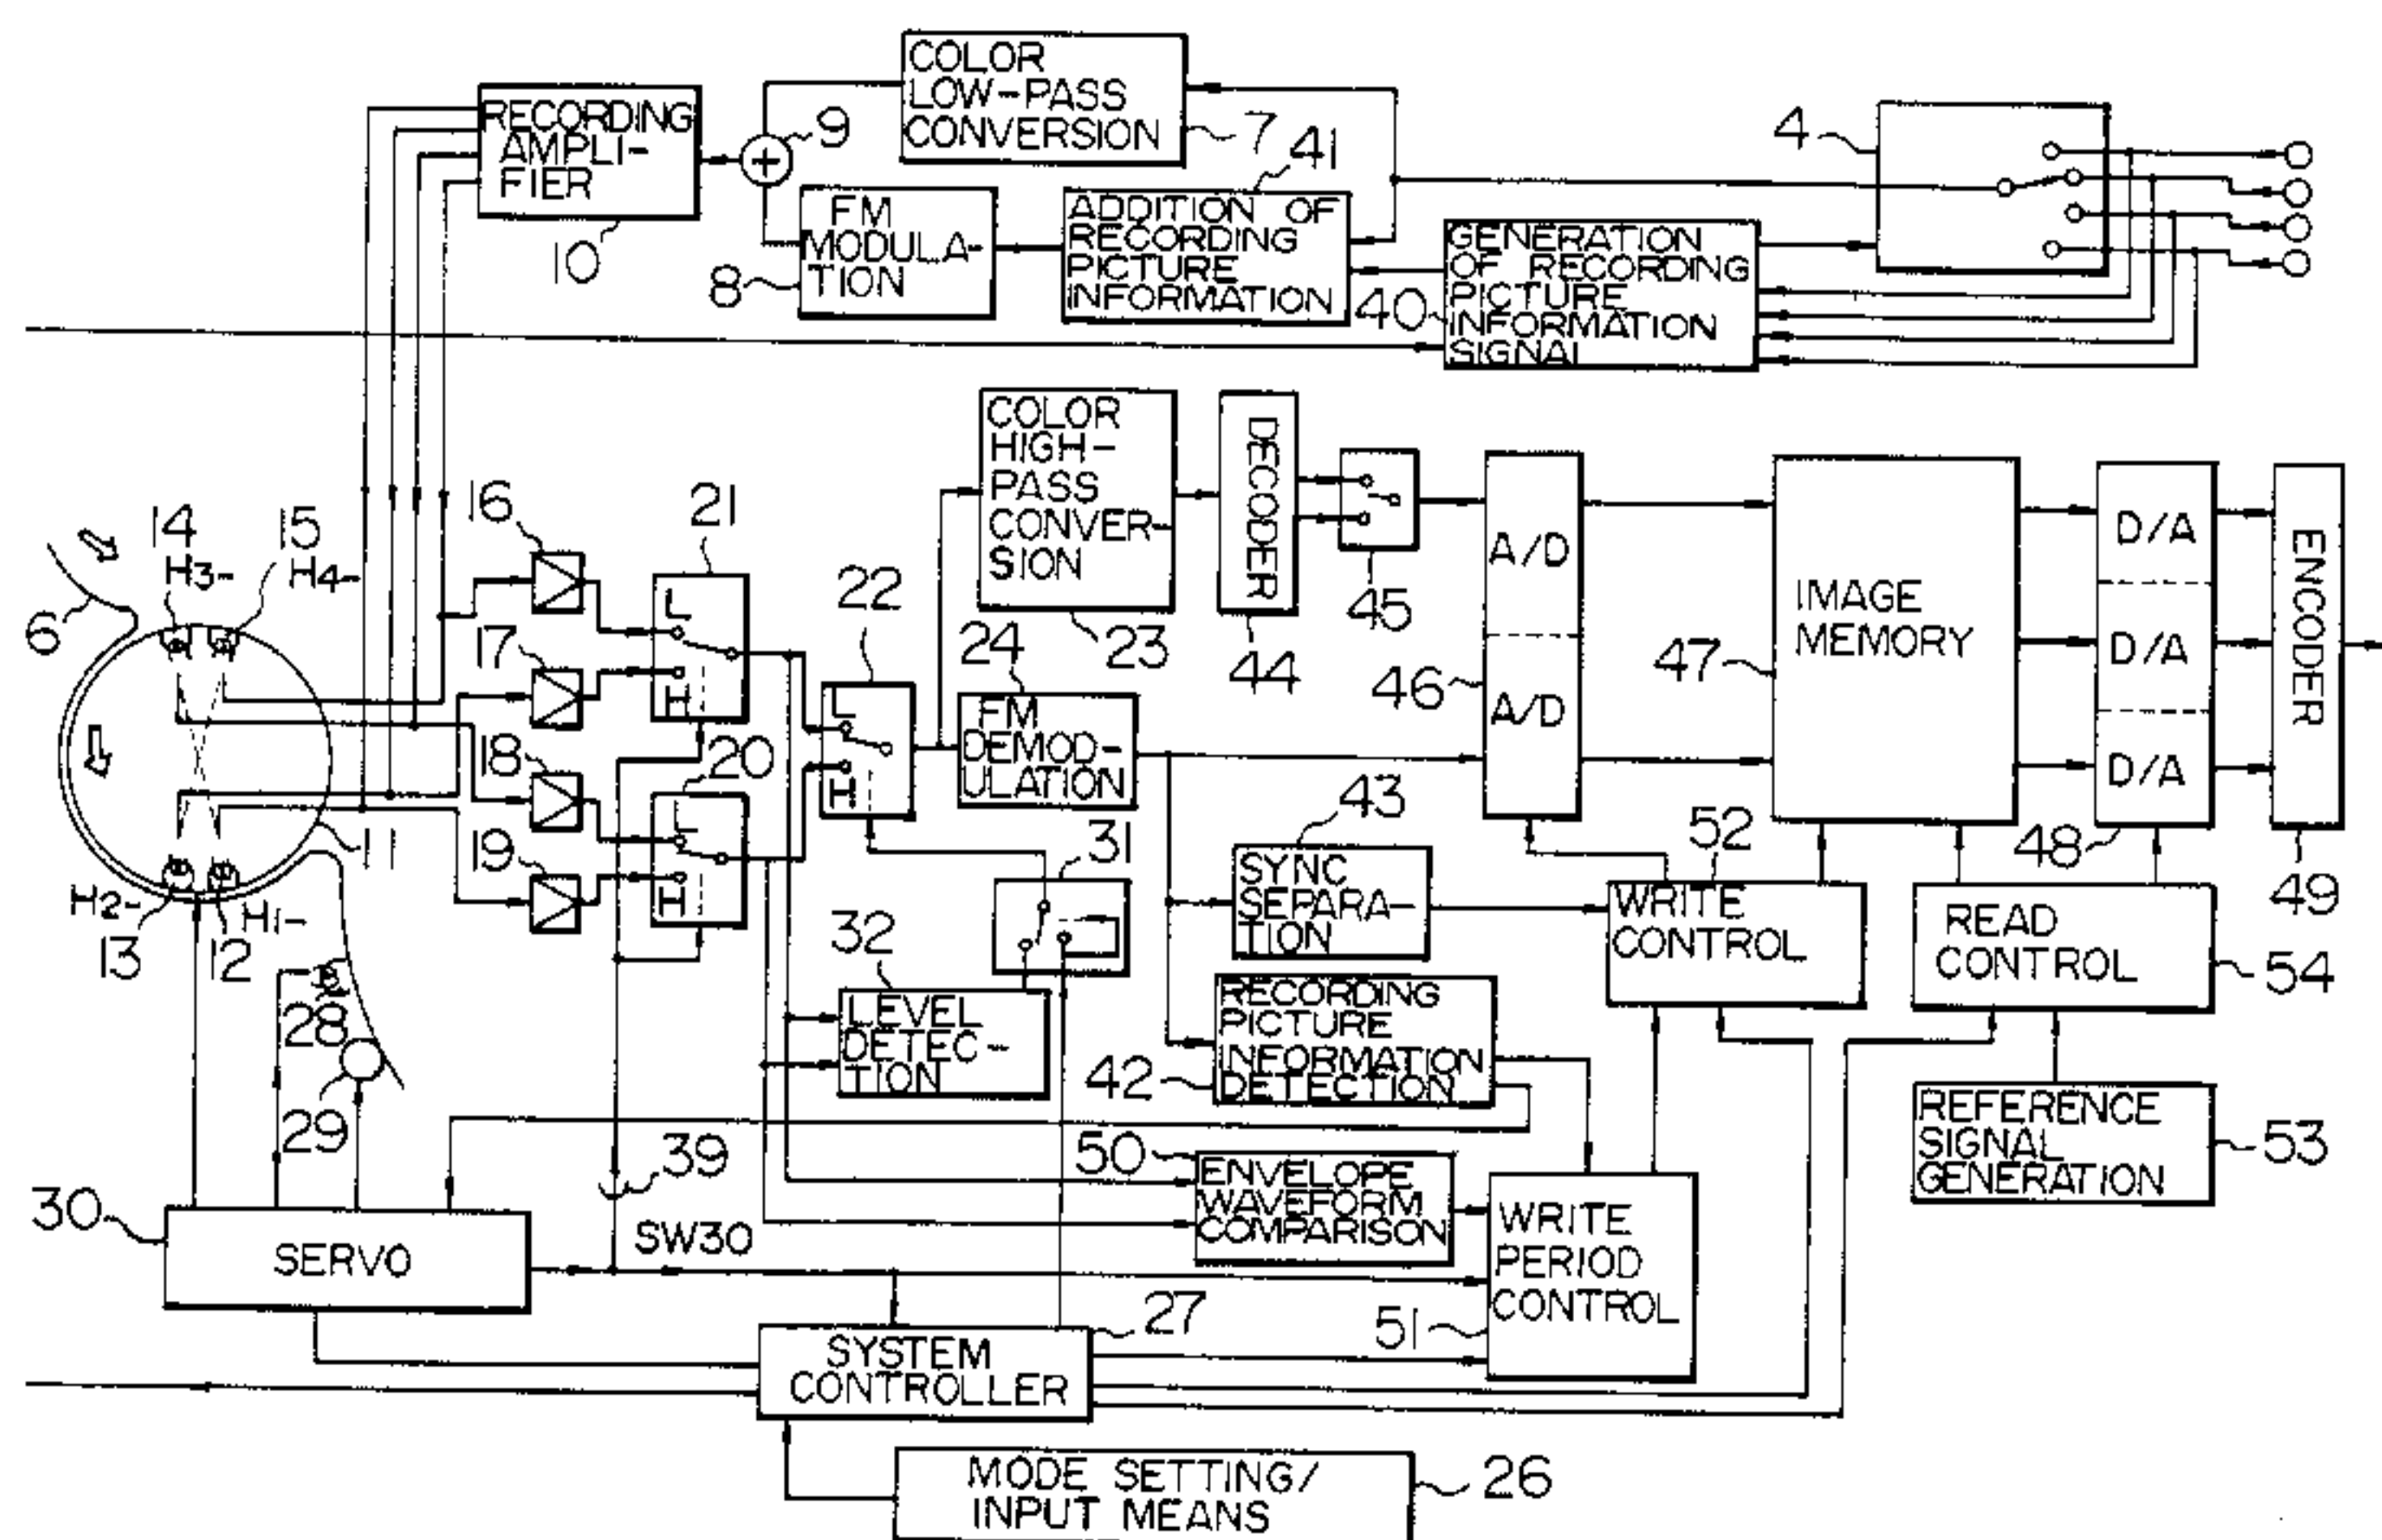 COLOR
LOW-PASS
CONVERSION
7
RECORDING
AMPLI-
FIER
10
9
+
4
41
FM
MODULA-
TION
8
ADDITION OF
RECORDING
PICTURE
INFORMATION
GENERATION
OF RECORDING
PICTURE
INFORMATION
SIGNAL
40
COLOR
HIGH-
PASS
CONVER-
SION
23
DECODER
44
45
A/D
A/D
46
IMAGE
MEMORY
47
D/A
D/A
D/A
48
ENCODER
49
14
H3-
15
H4-
6
16
17
18
19
21
L
H
20
L
H
22
L
H
24
FM
DEMOD-
ULATION
11
H2-
13
H1-
12
28
29
31
32
LEVEL
DETEC-
TION
43
SYNC
SEPARA-
TION
52
WRITE
CONTROL
READ
CONTROL
54
RECORDING
PICTURE
INFORMATION
DETECTION
42
REFERENCE
SIGNAL
GENERATION
53
39
50
ENVELOPE
WAVEFORM
COMPARISON
30
SERVO
SW30
WRITE
PERIOD
CONTROL
51
27
SYSTEM
CONTROLLER
MODE SETTING/
INPUT MEANS
26